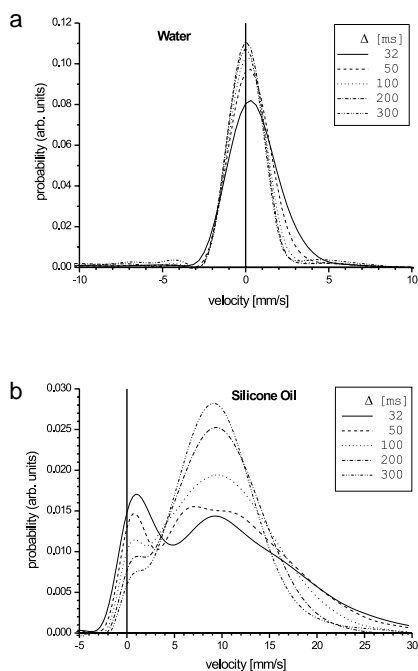 a
Water
Δ [ms]
32
50
100
200
300
probability (arb. units)
0.12
0.10
0.08
0.06
0.04
0.02
0.00
-10 -5 0 5 10
velocity [mm/s]
b
Silicone Oil
Δ [ms]
32
50
100
200
300
probability (arb. units)
0.030
0.025
0.020
0.015
0.010
0.005
0.000
-5 0 5 10 15 20 25 30
velocity [mm/s]